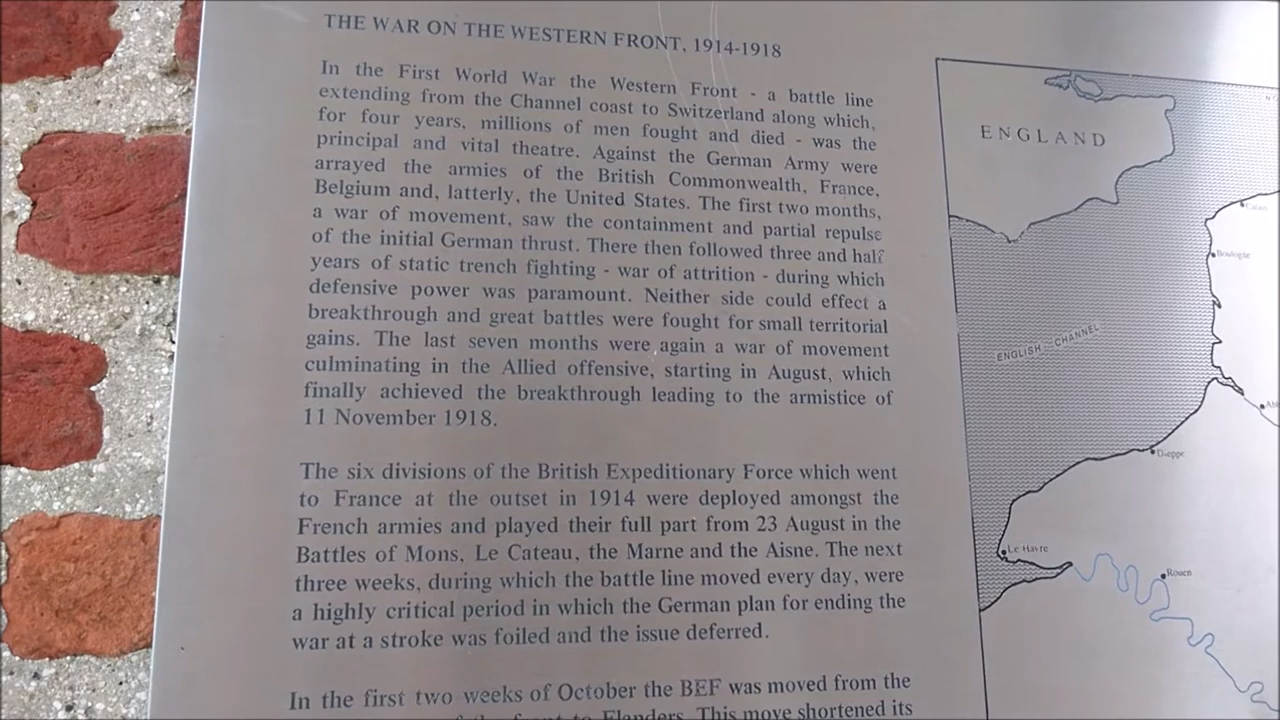 THE WAR ON THE WESTERN FRONT, 1914-1918
In the First World War the Western Front - a battle line
extending from the Channel coast to Switzerland along which,
for four years, millions of men fought and died - was the
principal and vital theatre. Against the German Army were
arrayed the armies of the British Commonwealth, France,
Belgium and, latterly, the United States. The first two months,
a war of movement, saw the containment and partial repulse
of the initial German thrust. There then followed three and half
years of static trench fighting - war of attrition - during which
defensive power was paramount. Neither side could effect a
breakthrough and great battles were fought for small territorial
gains. The last seven months were again a war of movement
culminating in the Allied offensive, starting in August, which
finally achieved the breakthrough leading to the armistice of
11 November 1918.
The six divisions of the British Expeditionary Force which went
to France at the outset in 1914 were deployed amongst the
French armies and played their full part from 23 August in the
Battles of Mons, Le Cateau, the Marne and the Aisne. The next
three weeks, during which the battle line moved every day, were
a highly critical period in which the German plan for ending the
war at a stroke was foiled and the issue deferred.
In the first two weeks of October the BEF was moved from the
front to Flanders. This move shortened its
ENGLAND
Calais
Boulogne
ENGLISH CHANNEL
Dieppe
Le Havre
Rouen